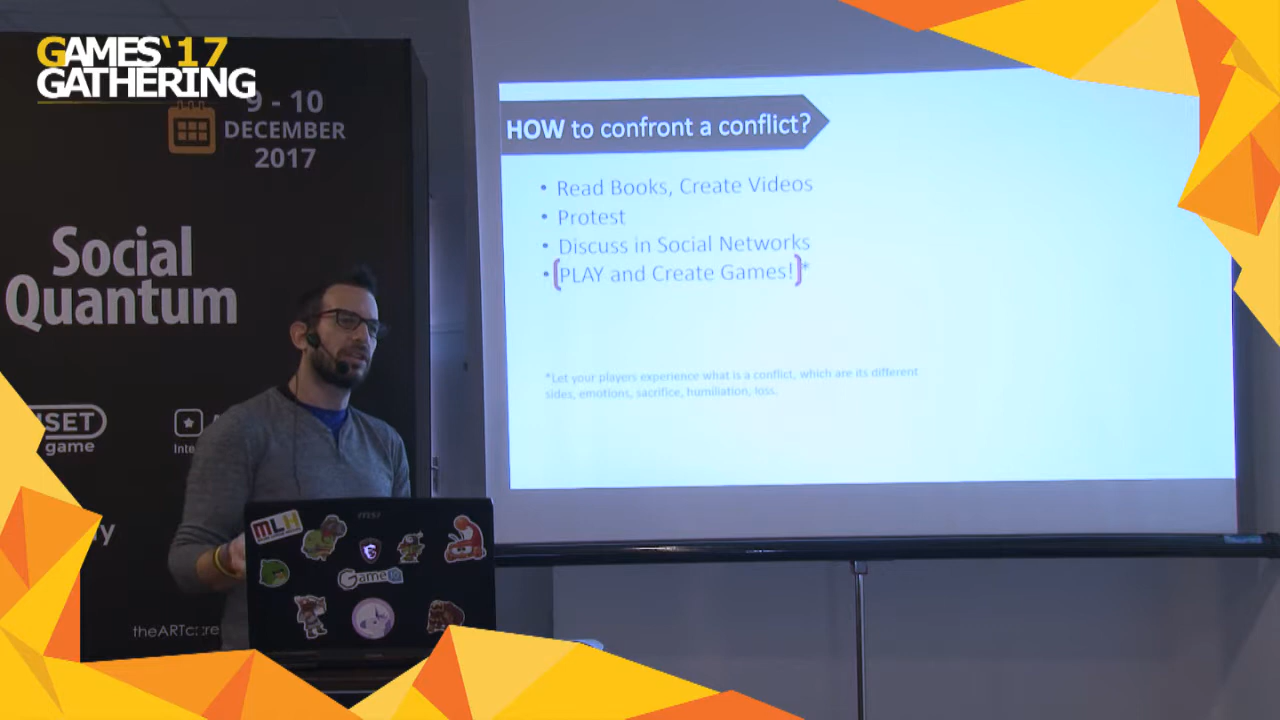 GAMES'17
GATHERING
9 - 10
DECEMBER
2017
Social
Quantum
SET
game
Inte
theARTc
HOW to confront a conflict?
• Read Books, Create Videos
• Protest
• Discuss in Social Networks
• [PLAY and Create Games!]*
*Let your players experience what is a conflict, which are its different
sides, emotions, sacrifice, humiliation, loss.
msi
MLH
Game